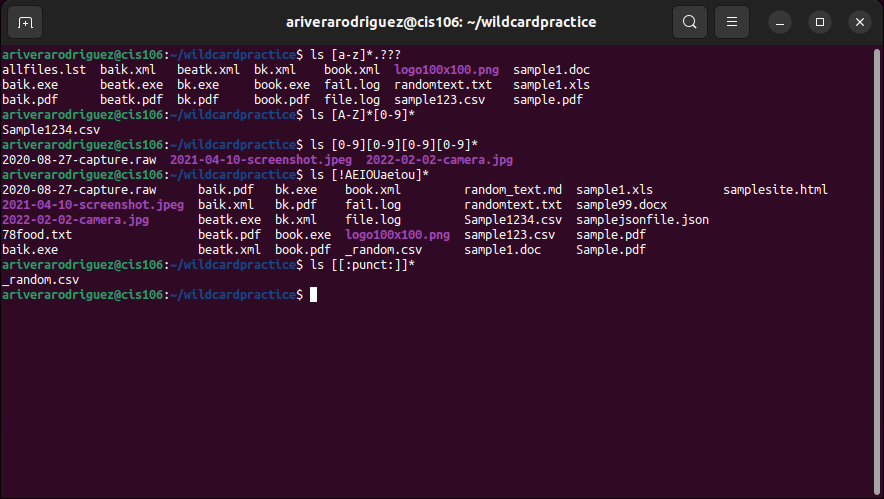 ariverarodriguez@cis106: ~/wildcardpractice
ariverarodriguez@cis106:~/wildcardpractice$ ls [a-z]*.???
allfiles.lst  baik.xml   beatk.xml  bk.xml    book.xml  logo100x100.png  sample1.doc
baik.exe      beatk.exe  bk.exe     book.exe  fail.log  randomtext.txt   sample1.xls
baik.pdf      beatk.pdf  bk.pdf     book.pdf  file.log  sample123.csv    sample.pdf
ariverarodriguez@cis106:~/wildcardpractice$ ls [A-Z]*[0-9]*
Sample1234.csv
ariverarodriguez@cis106:~/wildcardpractice$ ls [0-9][0-9][0-9][0-9]*
2020-08-27-capture.raw  2021-04-10-screenshot.jpeg  2022-02-02-camera.jpg
ariverarodriguez@cis106:~/wildcardpractice$ ls [!AEIOUaeiou]*
2020-08-27-capture.raw      baik.pdf   bk.exe    book.xml         random_text.md  sample1.xls          samplesite.html
2021-04-10-screenshot.jpeg  baik.xml   bk.pdf    fail.log         randomtext.txt  sample99.docx
2022-02-02-camera.jpg       beatk.exe  bk.xml    file.log         Sample1234.csv  samplejsonfile.json
78food.txt                  beatk.pdf  book.exe  logo100x100.png  sample123.csv   sample.pdf
baik.exe                    beatk.xml  book.pdf  _random.csv      sample1.doc     Sample.pdf
ariverarodriguez@cis106:~/wildcardpractice$ ls [[:punct:]]*
_random.csv
ariverarodriguez@cis106:~/wildcardpractice$